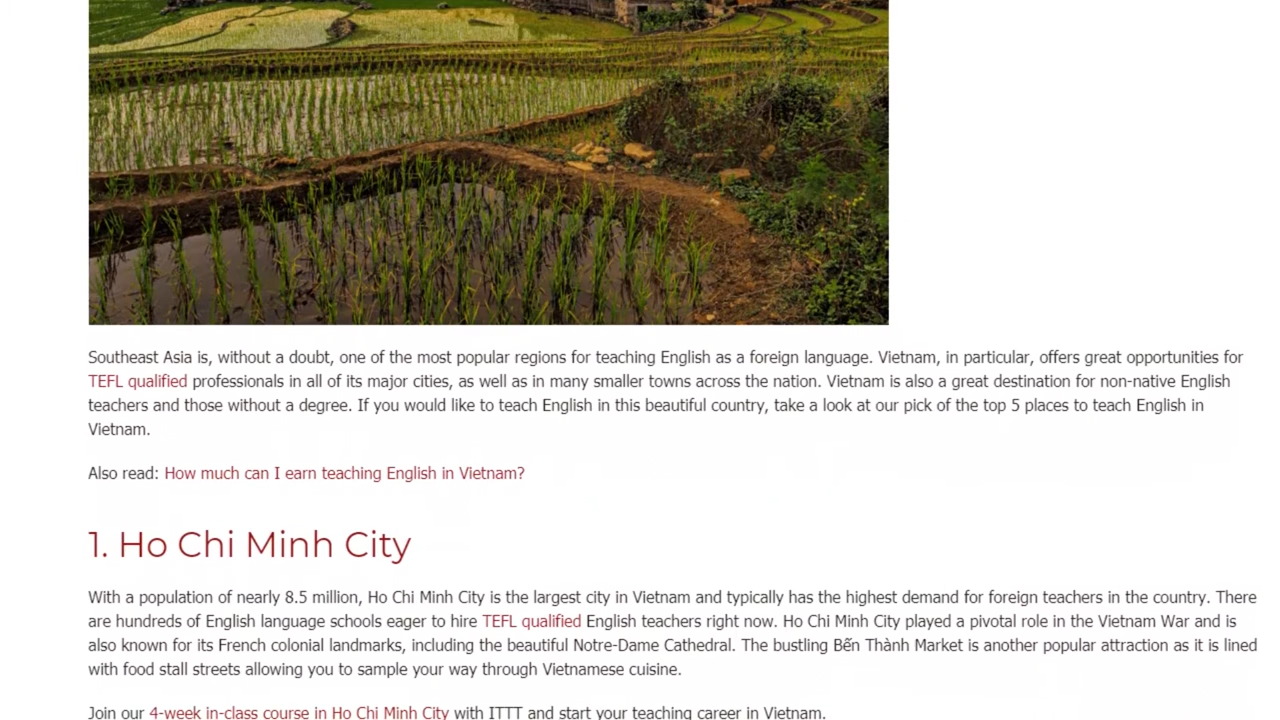 Southeast Asia is, without a doubt, one of the most popular regions for teaching English as a foreign language. Vietnam, in particular, offers great opportunities for
TEFL qualified professionals in all of its major cities, as well as in many smaller towns across the nation. Vietnam is also a great destination for non-native English
teachers and those without a degree. If you would like to teach English in this beautiful country, take a look at our pick of the top 5 places to teach English in
Vietnam.
Also read: How much can I earn teaching English in Vietnam?
1. Ho Chi Minh City
With a population of nearly 8.5 million, Ho Chi Minh City is the largest city in Vietnam and typically has the highest demand for foreign teachers in the country. There
are hundreds of English language schools eager to hire TEFL qualified English teachers right now. Ho Chi Minh City played a pivotal role in the Vietnam War and is
also known for its French colonial landmarks, including the beautiful Notre-Dame Cathedral. The bustling Bến Thành Market is another popular attraction as it is lined
with food stall streets allowing you to sample your way through Vietnamese cuisine.
Join our 4-week in-class course in Ho Chi Minh City with ITTT and start your teaching career in Vietnam.